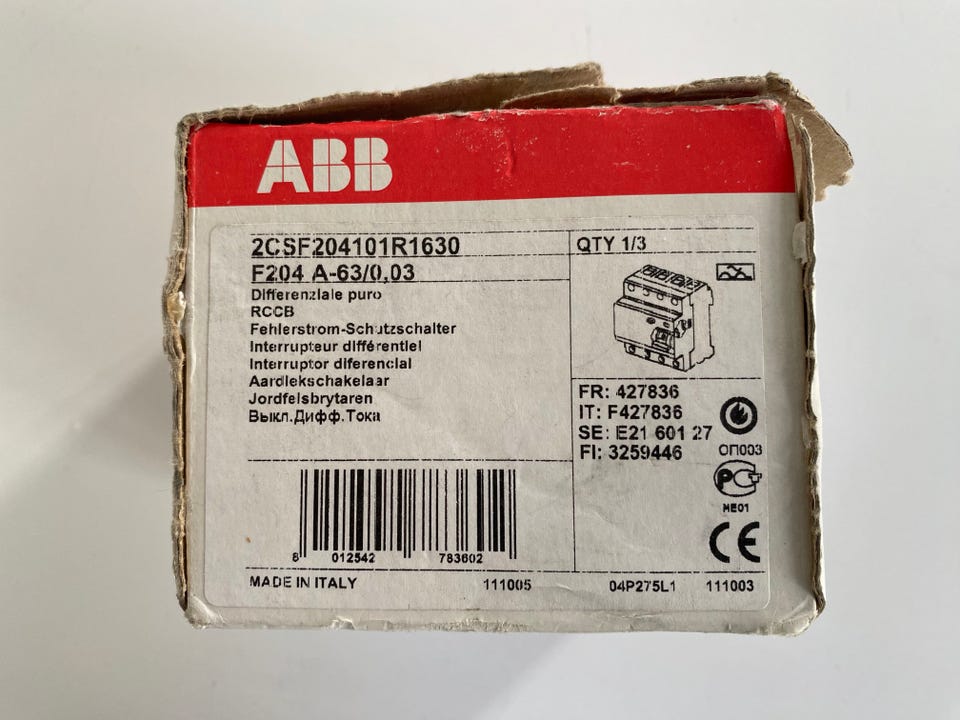 ABB
2CSF204101R1630
QTY 1/3
F204 A-63/0,03
Differenziale puro
RCCB
Fehlerstrom-Schutzschalter
Interrupteur différentiel
Interruptor diferencial
Aardlekschakelaar
Jordfelsbrytaren
Выкл.Дифф.Тока
FR: 427836
IT: F427836
SE: E21 601 27
FI: 3259446
ОП003
РСТ
ME01
CE
8 012542 783602
MADE IN ITALY 111005 04P275L1 111003